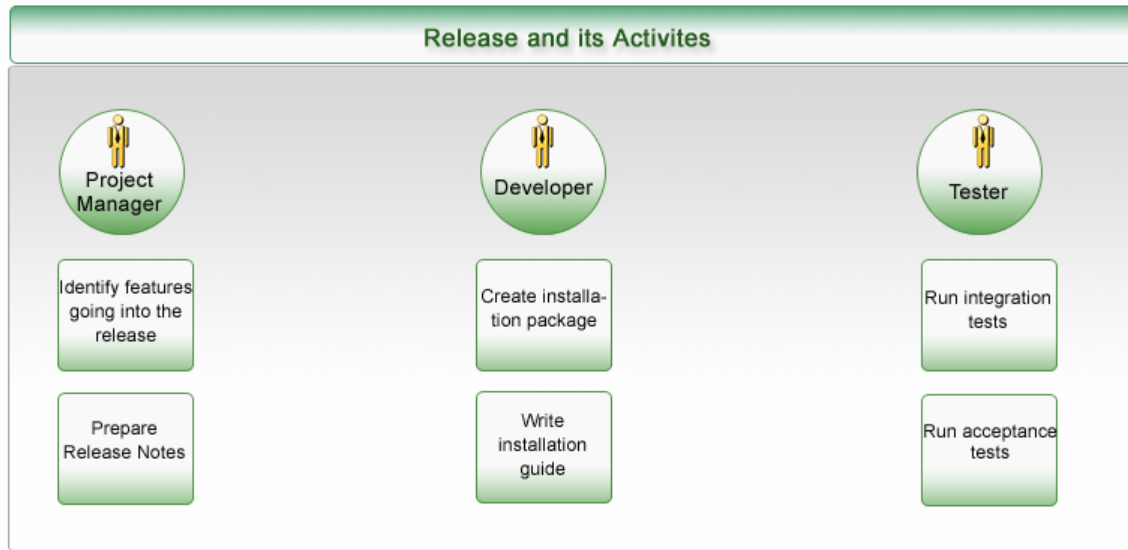 Release and its Activites
Project
Manager
Developer
Tester
Identify features
going into the
release
Create installa-
tion package
Run integration
tests
Prepare
Release Notes
Write
installation
guide
Run acceptance
tests